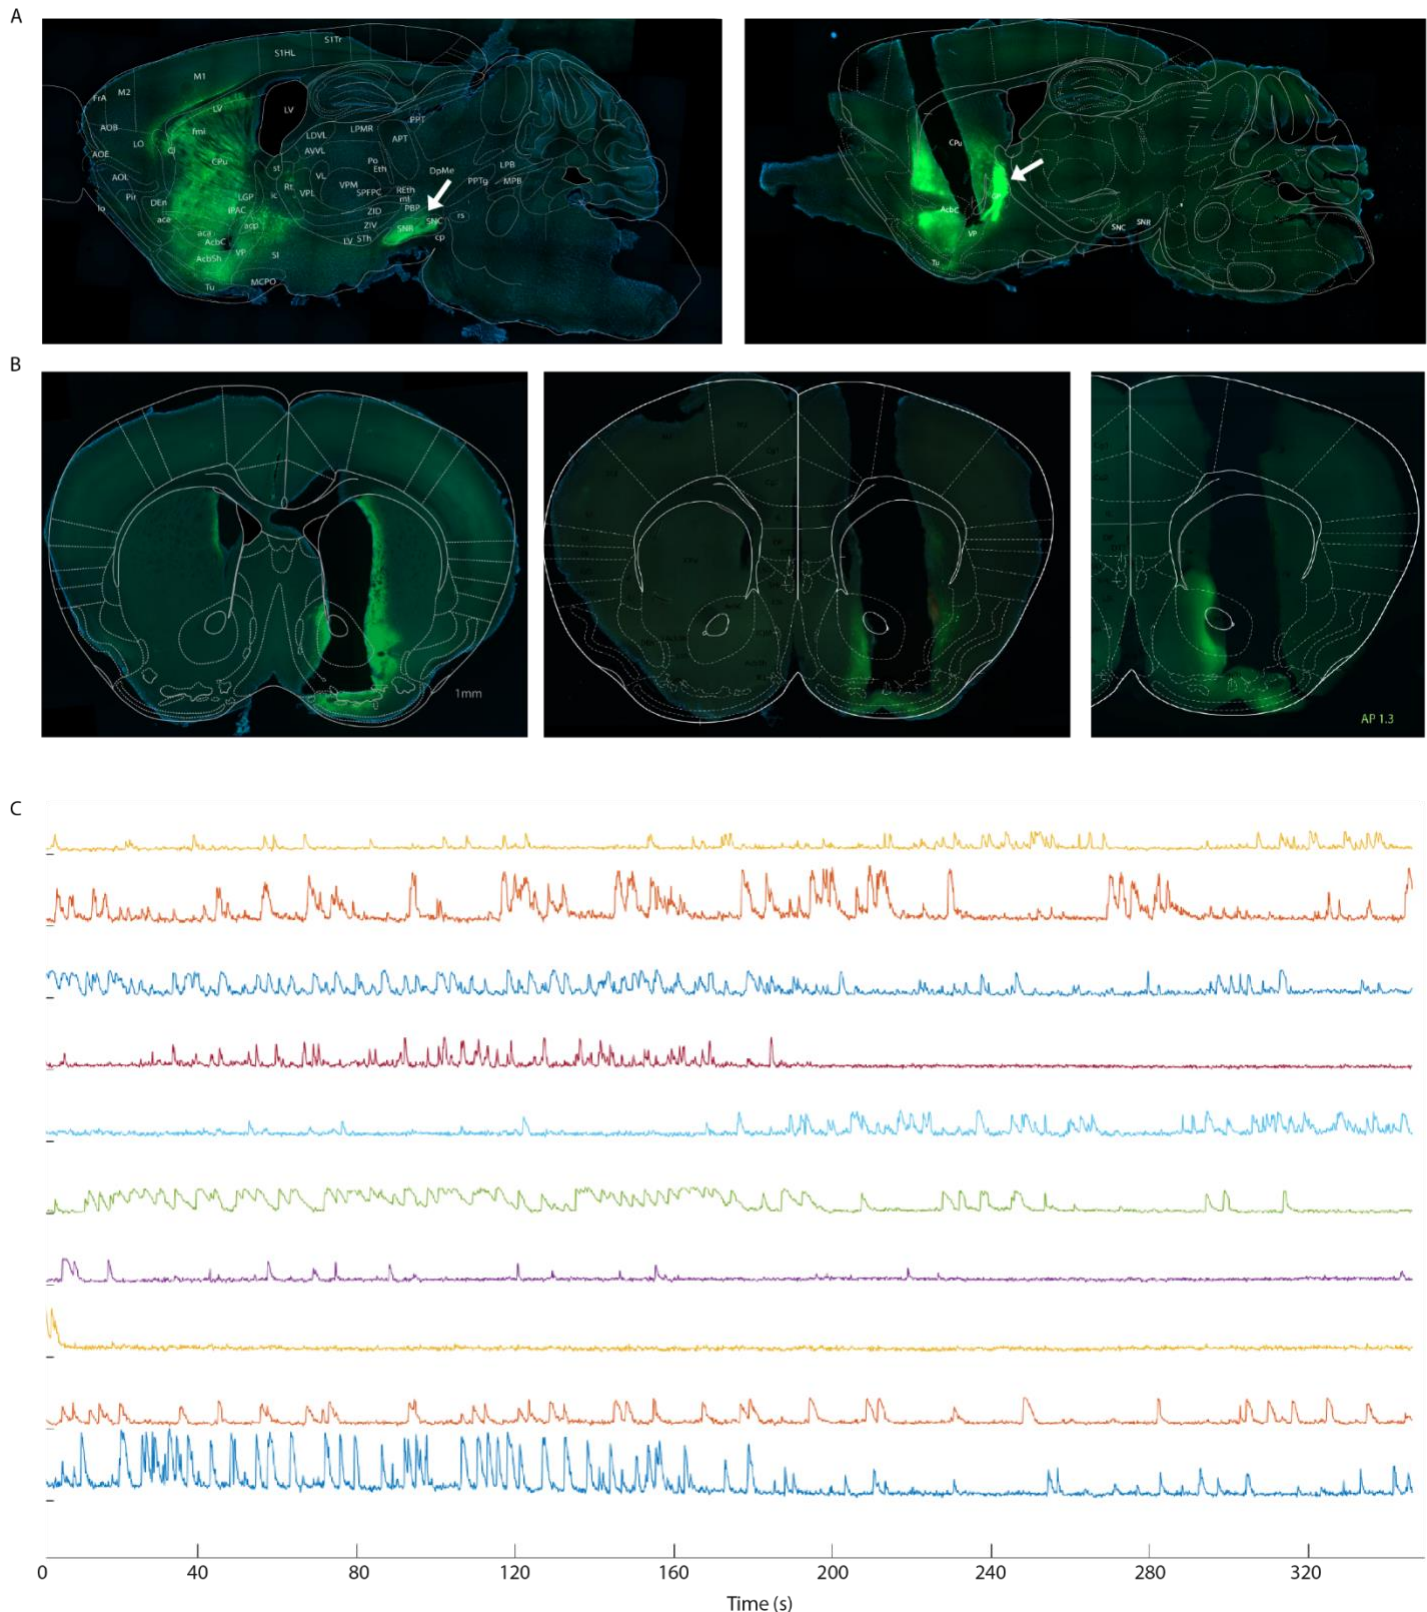 A
S1Tr
S1HL
M1
FrA
M2
LV
LV
AOB
fmi
PPT
LO
LDVL
LPMR
APT
AOE
CJ
AVVL
CPu
st
Po
Eth
DpMe
LPB
AOL
VL
Rt
VPM
SPFPC
REth
PPTg
MPB
Pir
LGP
ic
VPL
ml
lo
DEn
IPAC
ZID
PBP
SNC
rs
ace
aca
acp
ZIV
SNR
AcbC
LV
STh
cp
VP
AcbSh
SI
Tu
MCPO
CPu
AcbC
VP
Tu
SNC
SNR
B
1mm
AP 1.3
C
0
40
80
120
160
200
240
280
320
Time (s)